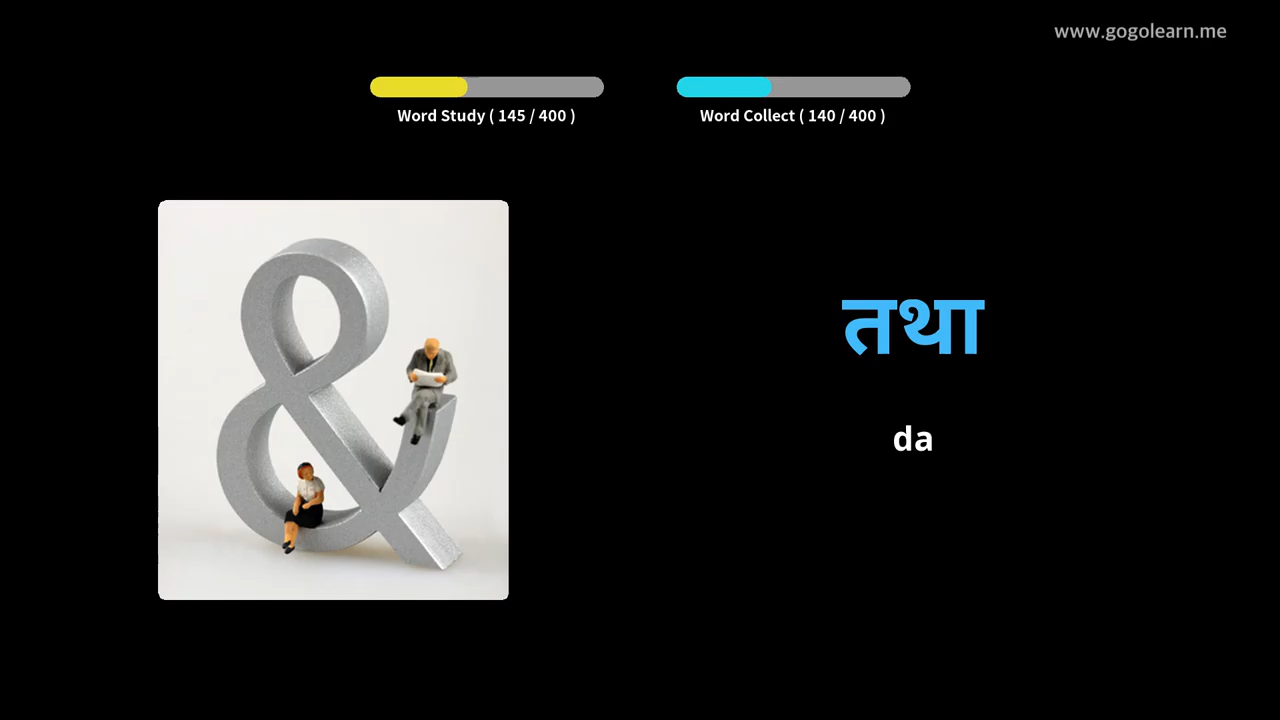 www.gogolearn.me
Word Study ( 145 / 400 )
Word Collect ( 140 / 400 )
&
तथा
da